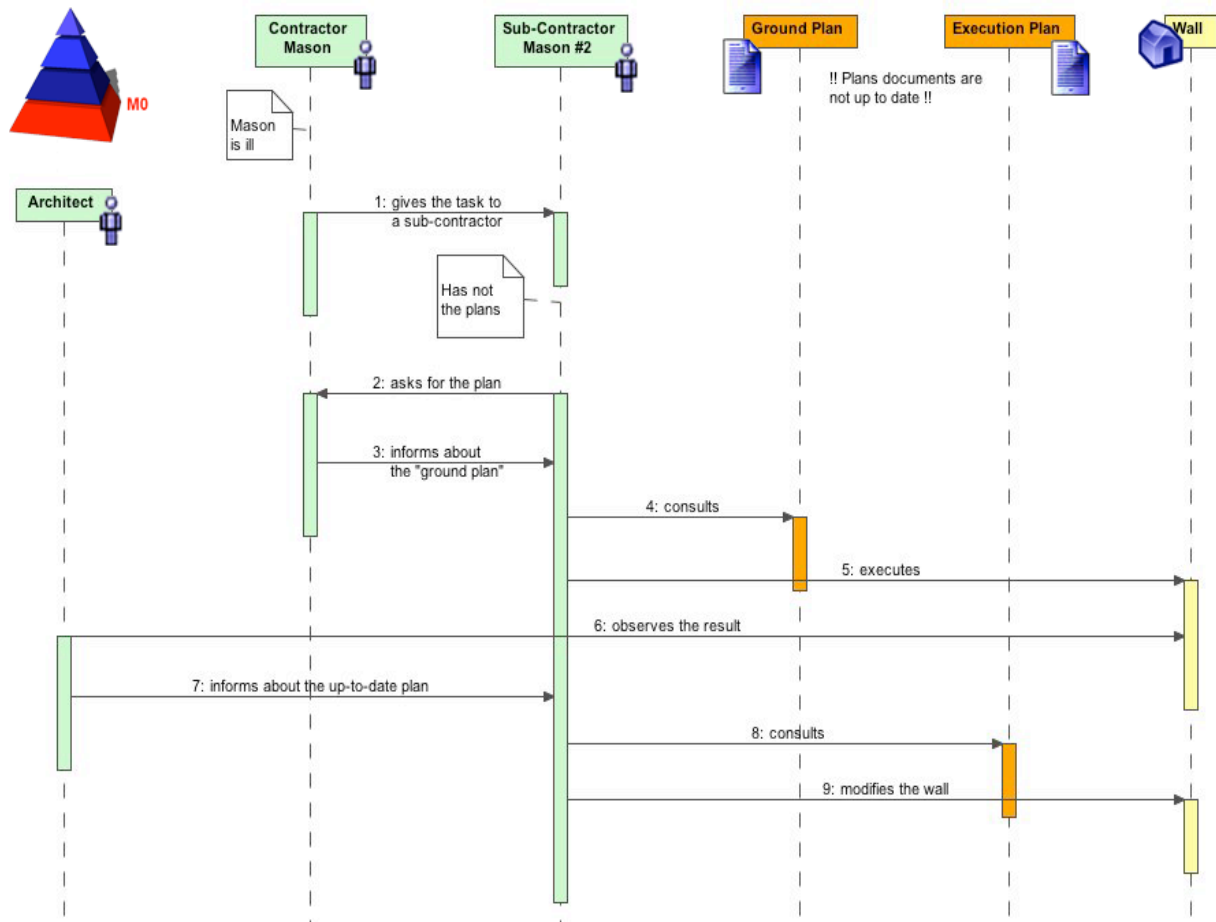 Contractor
Mason
Sub-Contractor
Mason #2
Ground Plan
Execution Plan
Wall
!! Plans documents are
not up to date !!
M0
Mason
is ill
Architect
1: gives the task to
a sub-contractor
Has not
the plans
2: asks for the plan
3: informs about
the "ground plan"
4: consults
5: executes
6: observes the result
7: informs about the up-to-date plan
8: consults
9: modifies the wall